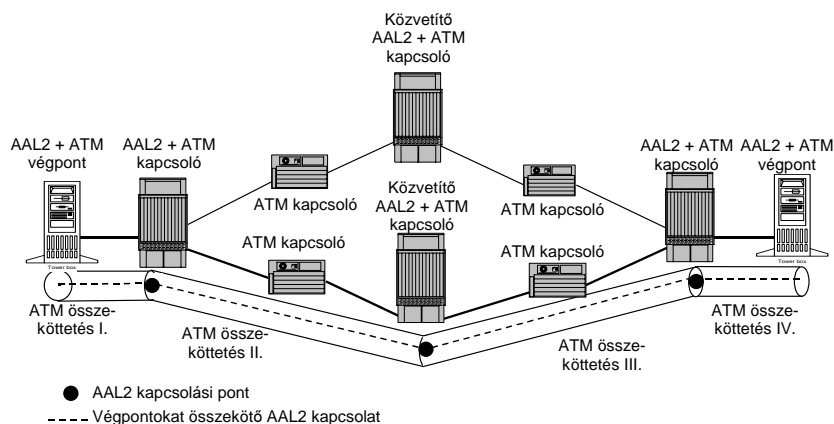 Közvetítő
AAL2 + ATM
kapcsoló
AAL2 + ATM
végpont
AAL2 + ATM
kapcsoló
AAL2 + ATM
kapcsoló
AAL2 + ATM
végpont
ATM kapcsoló
ATM kapcsoló
Közvetítő
AAL2 + ATM
kapcsoló
ATM kapcsoló
ATM kapcsoló
Tower box
Tower box
ATM össze-
köttetés I.
ATM össze-
köttetés II.
ATM össze-
köttetés III.
ATM össze-
köttetés IV.
AAL2 kapcsolási pont
Végpontokat összekötő AAL2 kapcsolat